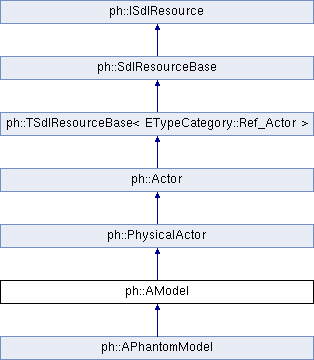 ph::ISdlResource
ph::SdlResourceBase
ph::TSdlResourceBase< ETypeCategory::Ref_Actor >
ph::Actor
ph::PhysicalActor
ph::AModel
ph::APhantomModel